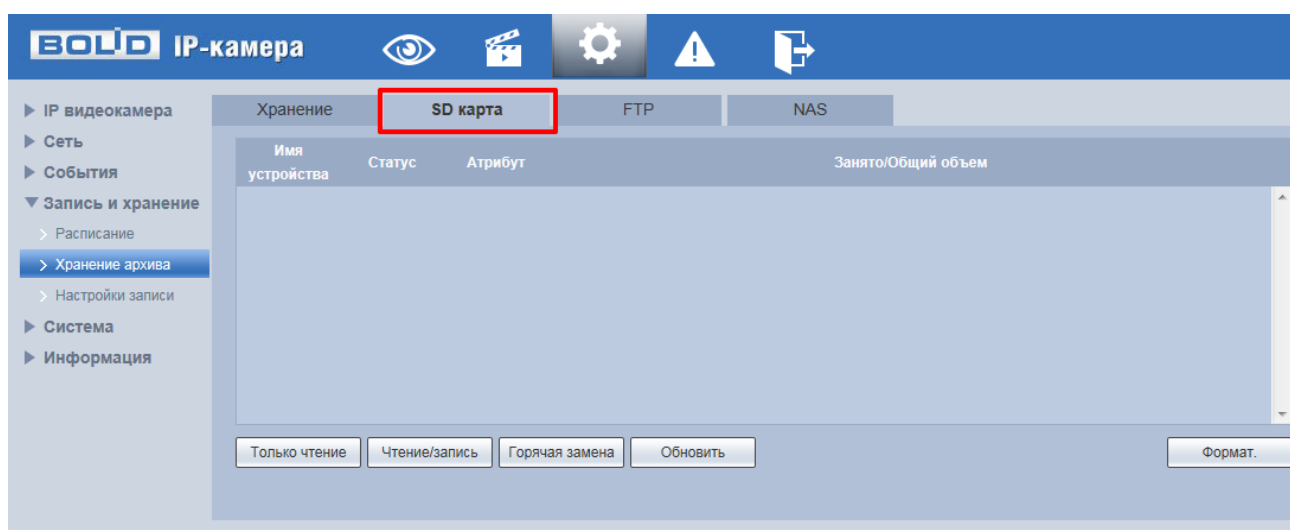 BOLID IP-камера
IP видеокамера
Сеть
События
Запись и хранение
Расписание
Хранение архива
Настройки записи
Система
Информация
Хранение SD карта FTP NAS
Имя устройства Статус Атрибут Занято/Общий объем
Только чтение Чтение/запись Горячая замена Обновить Формат.